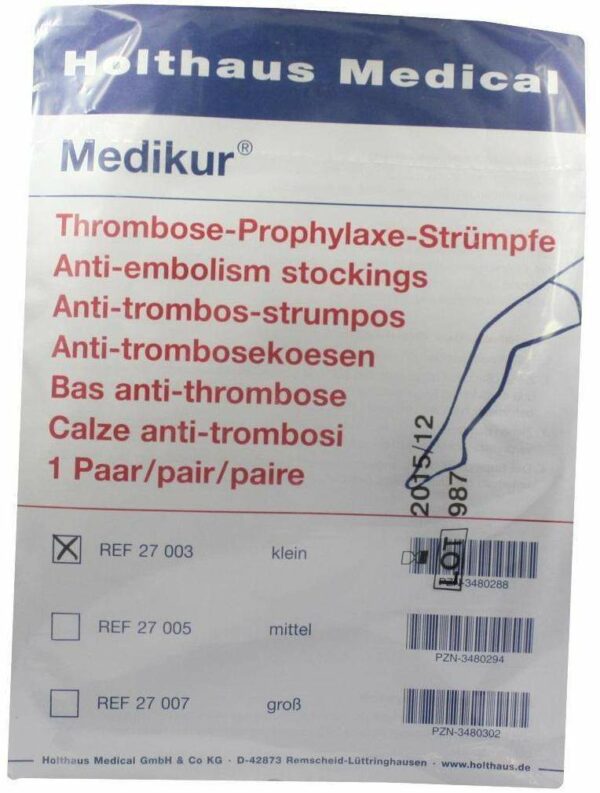 Holthaus Medical
Medikur®
Thrombose-Prophylaxe-Strümpfe
Anti-embolism stockings
Anti-trombos-strumpos
Anti-trombosekoesen
Bas anti-thrombose
Calze anti-trombosi
1 Paar/pair/paire
2015/12
LOT 987
REF 27 003 klein
PZN-3480288
REF 27 005 mittel
PZN-3480294
REF 27 007 groß
PZN-3480302
Holthaus Medical GmbH & Co KG · D-42873 Remscheid-Lüttringhausen · www.holthaus.de